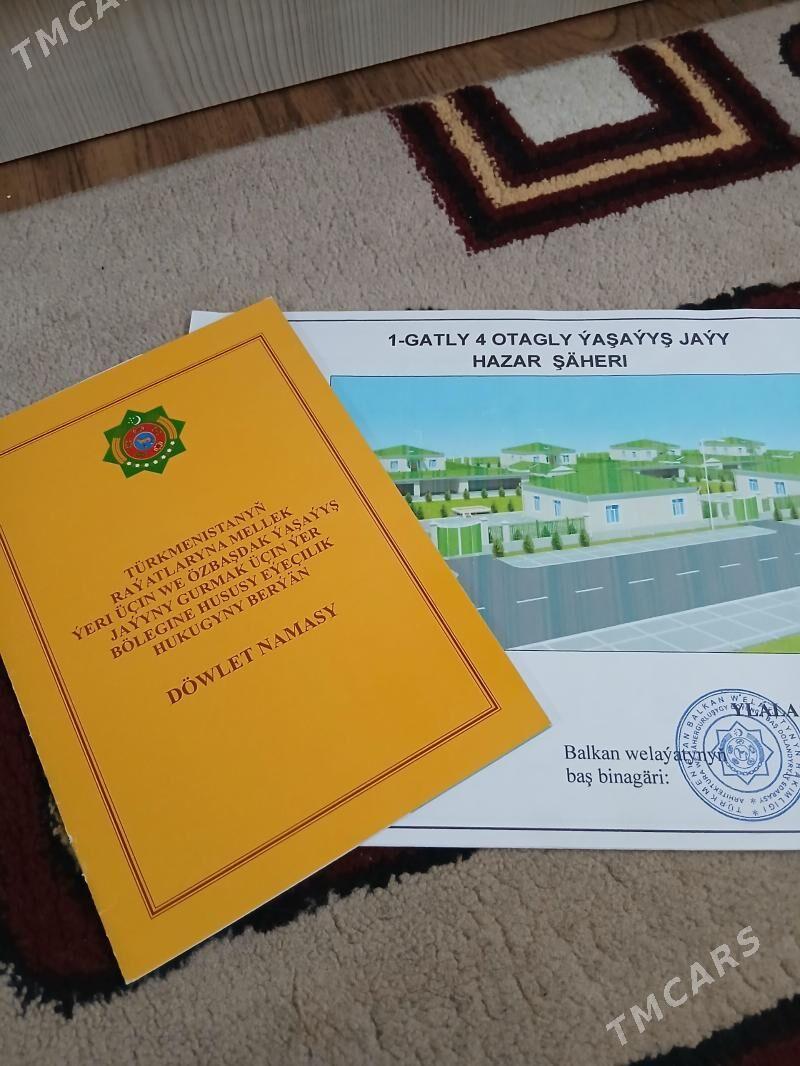 TMCARS
1-GATLY 4 OTAGLY ÝAŞAÝYŞ JAÝY
HAZAR ŞÄHERI
TÜRKMENISTANYŇ
RAÝATLARYNA MELLEK
ÝERI ÜÇIN WE ÖZBAŞDAK ÝAŞAÝYŞ
JAÝYNY GURMAK ÜÇIN ÝER
BÖLEGINE HUSUSY EÝEÇILIK
HUKUGYNY BERÝÄN
DÖWLET NAMASY
YLALA
Balkan welaýatynyň
baş binagäri:
TMCARS